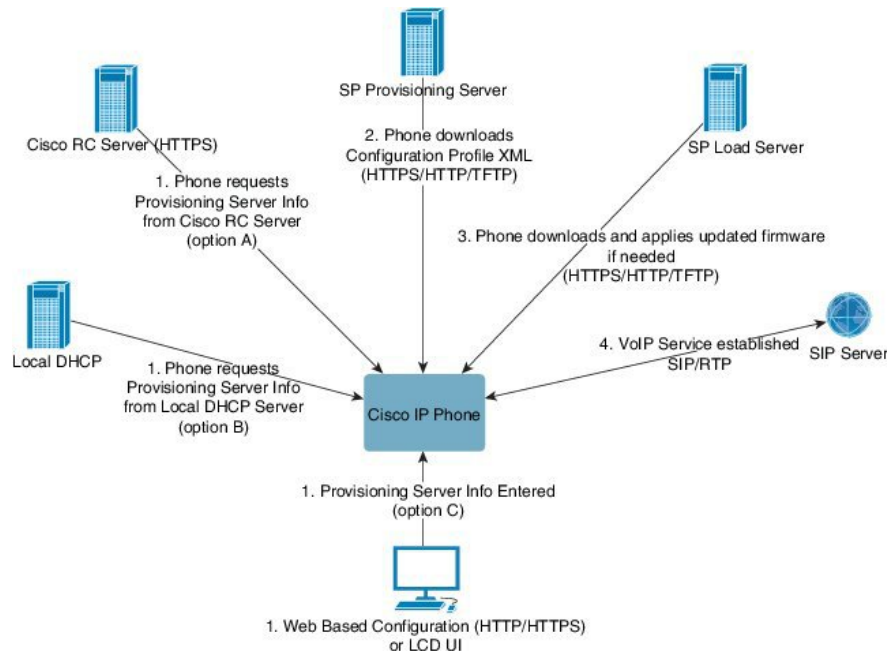 SP Provisioning Server
Cisco RC Server (HTTPS)
SP Load Server
2. Phone downloads
Configuration Profile XML
(HTTPS/HTTP/TFTP)
1. Phone requests
Provisioning Server Info
from Cisco RC Server
(option A)
3. Phone downloads and applies updated firmware
if needed
(HTTPS/HTTP/TFTP)
Local DHCP
1. Phone requests
Provisioning Server Info
from Local DHCP Server
(option B)
4. VoIP Service established
SIP/RTP
SIP Server
Cisco IP Phone
1. Provisioning Server Info Entered
(option C)
1. Web Based Configuration (HTTP/HTTPS)
or LCD UI